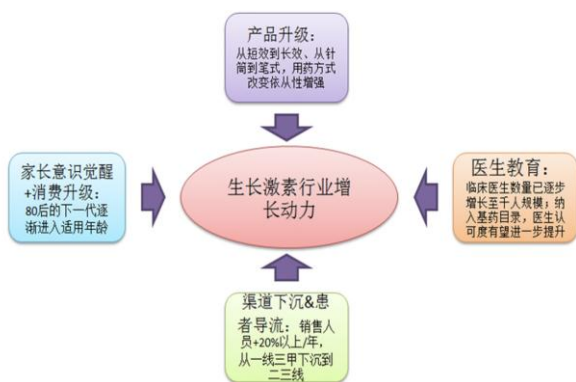 产品升级：
从短效到长效、从针
筒到笔式，用药方式
改变依从性增强
家长意识觉醒
+消费升级：
80后的下一代逐
渐进入适用年龄
生长激素行业增
长动力
医生教育：
临床医生数量已逐步
增长至千人规模；纳
入基药目录，医生认
可度有望进一步提升
渠道下沉&患
者导流：销售人
员+20%以上/年，
从一线三甲下沉到
二三线